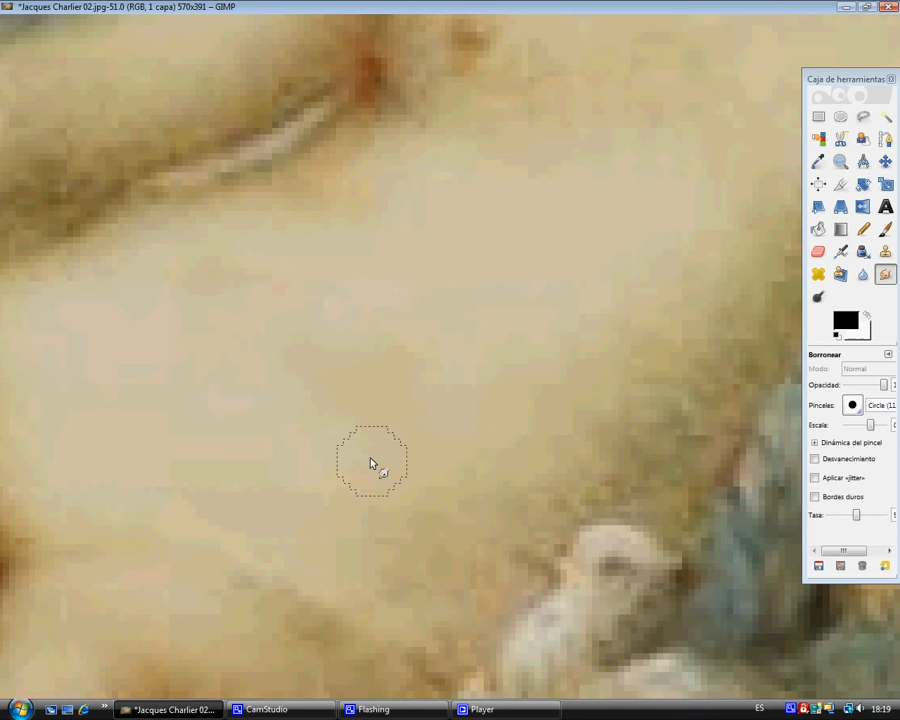 *Jacques Charlier 02.jpg-51.0 (RGB, 1 capa) 570x391 – GIMP
Caja de herramientas
A
Borronear
Modo: Normal
Opacidad:
Pinceles: Circle (11
Escala:
Dinámica del pincel
Desvanecimiento
Aplicar «jitter»
Bordes duros
Tasa:
*Jacques Charlier 02...
CamStudio
Flashing
Player
ES
18:19